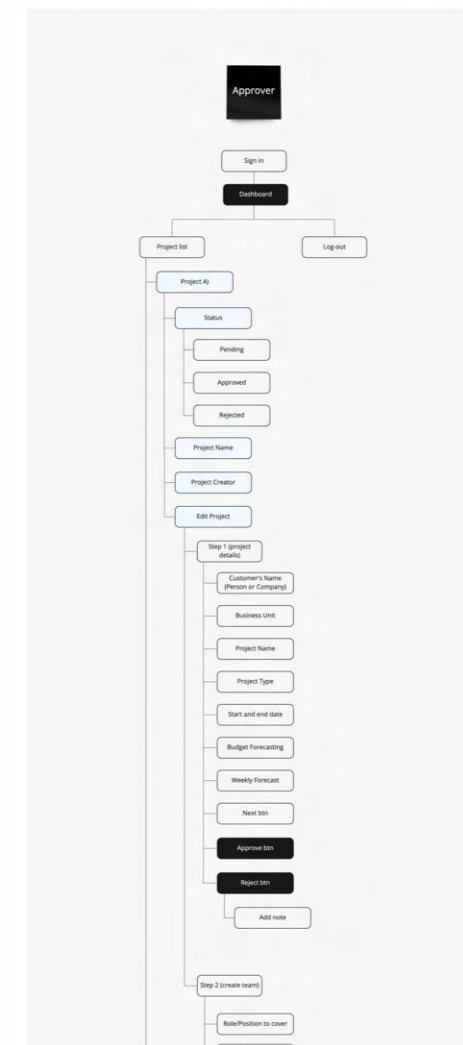 Approver
Sign in
Dashboard
Project list
Log-out
Project A)
Status
Pending
Approved
Rejected
Project Name
Project Creator
Edit Project
Step 1 (project
details)
Customer's Name
(Person or Company)
Business Unit
Project Name
Project Type
Start and end date
Budget Forecasting
Weekly Forecast
Next btn
Approve btn
Reject btn
Add note
Step 2 (create team)
Role/Position to cover